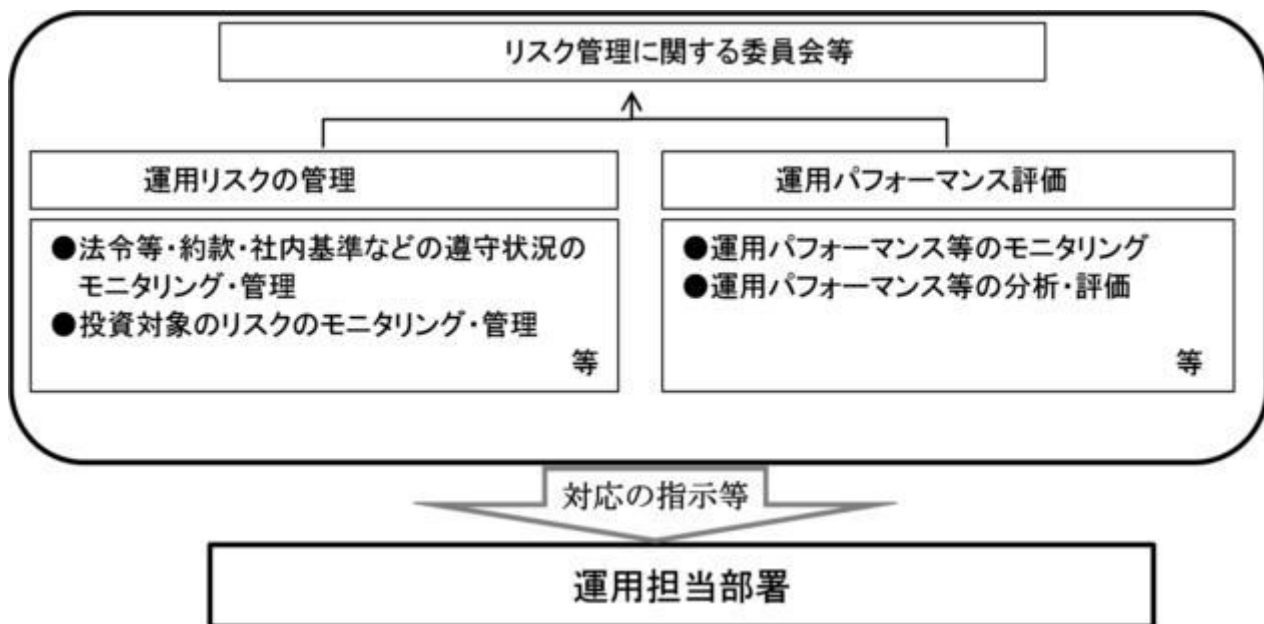 リスク管理に関する委員会等
運用リスクの管理
●法令等・約款・社内基準などの遵守状況の
モニタリング・管理
●投資対象のリスクのモニタリング・管理
等
運用パフォーマンス評価
●運用パフォーマンス等のモニタリング
●運用パフォーマンス等の分析・評価
等
対応の指示等
運用担当部署